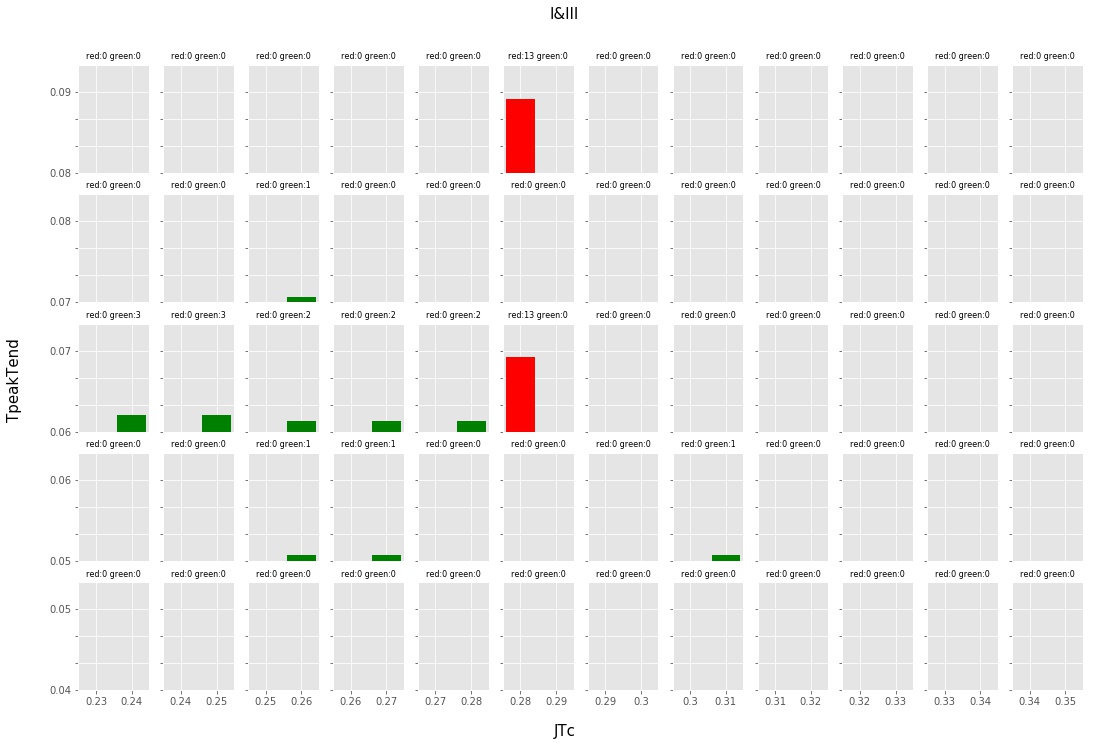 I&III
red:0 green:0 red:0 green:0 red:0 green:0 red:0 green:0 red:0 green:0 red:13 green:0 red:0 green:0 red:0 green:0 red:0 green:0 red:0 green:0 red:0 green:0 red:0 green:0
0.09
0.08
red:0 green:0 red:0 green:0 red:0 green:1 red:0 green:0 red:0 green:0 red:0 green:0 red:0 green:0 red:0 green:0 red:0 green:0 red:0 green:0 red:0 green:0 red:0 green:0
0.08
0.07
red:0 green:3 red:0 green:3 red:0 green:2 red:0 green:2 red:0 green:2 red:13 green:0 red:0 green:0 red:0 green:0 red:0 green:0 red:0 green:0 red:0 green:0 red:0 green:0
0.07
0.06
TpeakTend
red:0 green:0 red:0 green:0 red:0 green:1 red:0 green:1 red:0 green:0 red:0 green:0 red:0 green:0 red:0 green:1 red:0 green:0 red:0 green:0 red:0 green:0 red:0 green:0
0.06
0.05
red:0 green:0 red:0 green:0 red:0 green:0 red:0 green:0 red:0 green:0 red:0 green:0 red:0 green:0 red:0 green:0 red:0 green:0 red:0 green:0 red:0 green:0 red:0 green:0
0.05
0.04
0.23 0.24 0.24 0.25 0.25 0.26 0.26 0.27 0.27 0.28 0.28 0.29 0.29 0.3 0.3 0.31 0.31 0.32 0.32 0.33 0.33 0.34 0.34 0.35
JTc